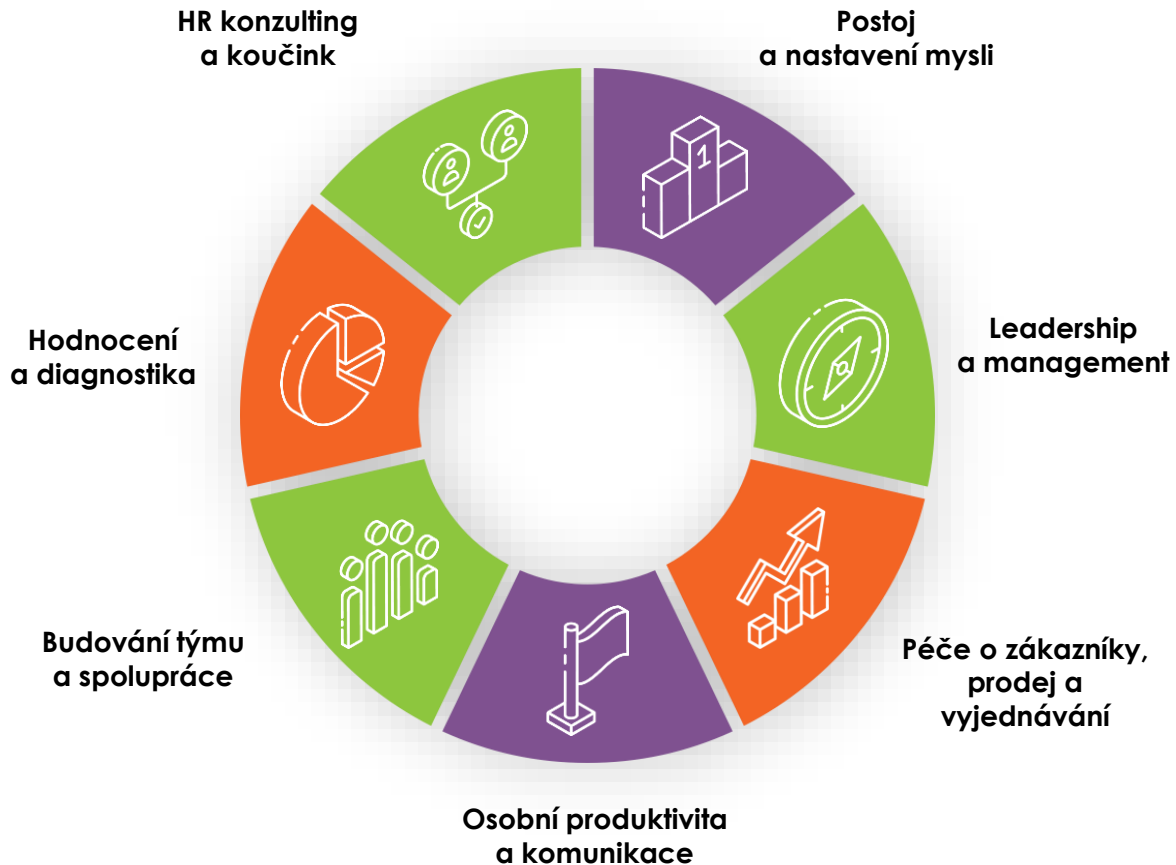 HR konzulting
a koučink
Postoj
a nastavení mysli
1
Leadership
a management
Péče o zákazníky,
prodej a
vyjednávání
Osobní produktivita
a komunikace
Budování týmu
a spolupráce
Hodnocení
a diagnostika